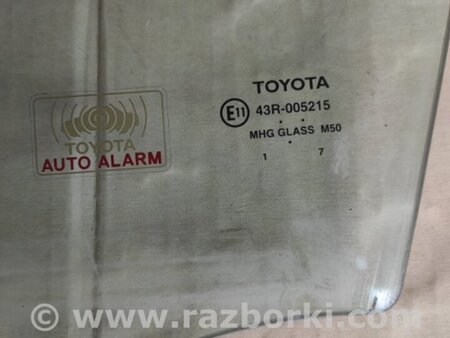 TOYOTA
E11 43R-005215
MHG GLASS M50
1 7
TOYOTA
AUTO ALARM
© www.razborki.com